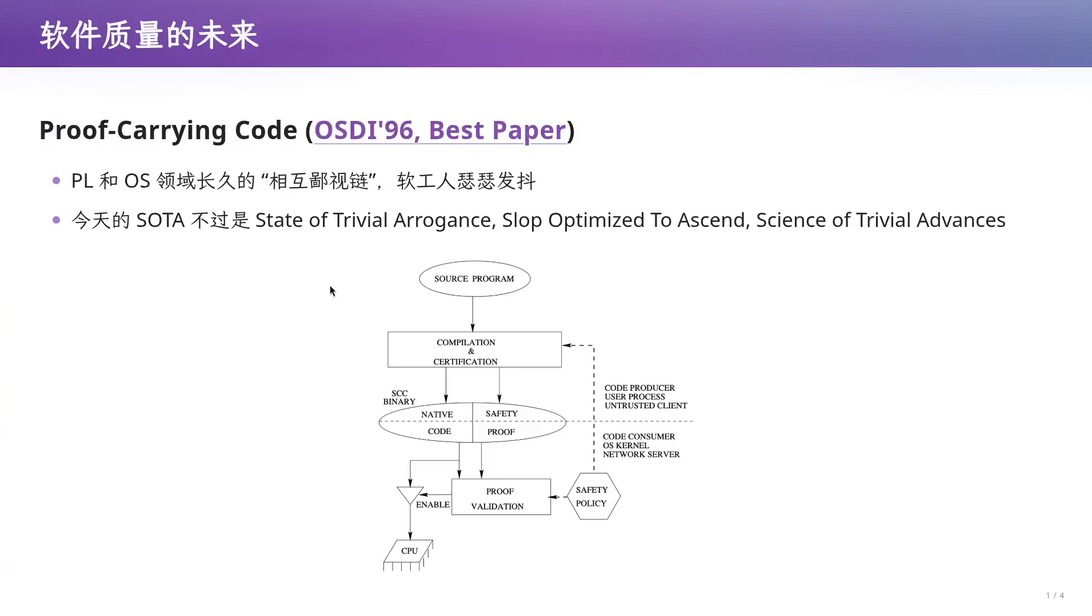 软件质量的未来
Proof-Carrying Code (OSDI'96, Best Paper)
PL 和 OS 领域长久的 “相互鄙视链”，软工人瑟瑟发抖
今天的 SOTA 不过是 State of Trivial Arrogance, Slop Optimized To Ascend, Science of Trivial Advances
SOURCE PROGRAM
COMPILATION
&
CERTIFICATION
SCC
BINARY
NATIVE
CODE
SAFETY
PROOF
CODE PRODUCER
USER PROCESS
UNTRUSTED CLIENT
CODE CONSUMER
OS KERNEL
NETWORK SERVER
ENABLE
PROOF
VALIDATION
SAFETY
POLICY
CPU
1 / 4